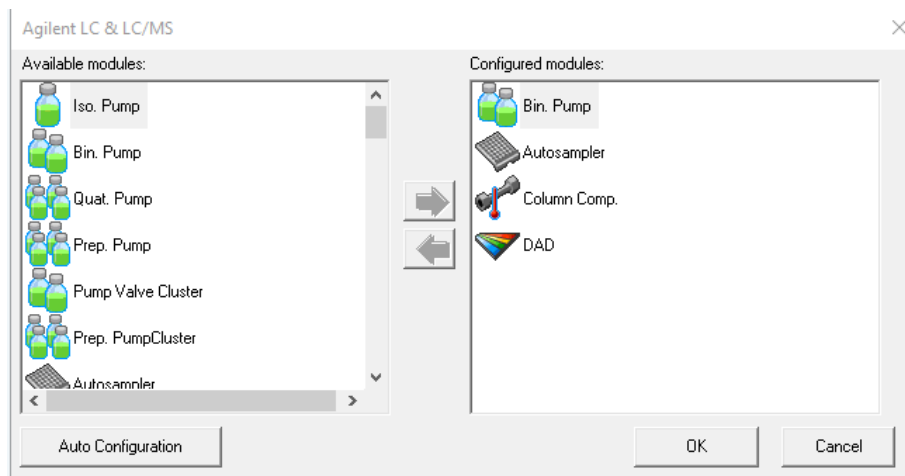 Agilent LC & LC/MS
Available modules:
Iso. Pump
Bin. Pump
Quat. Pump
Prep. Pump
Pump Valve Cluster
Prep. PumpCluster
Autosampler
Configured modules:
Bin. Pump
Autosampler
Column Comp.
DAD
Auto Configuration
OK
Cancel